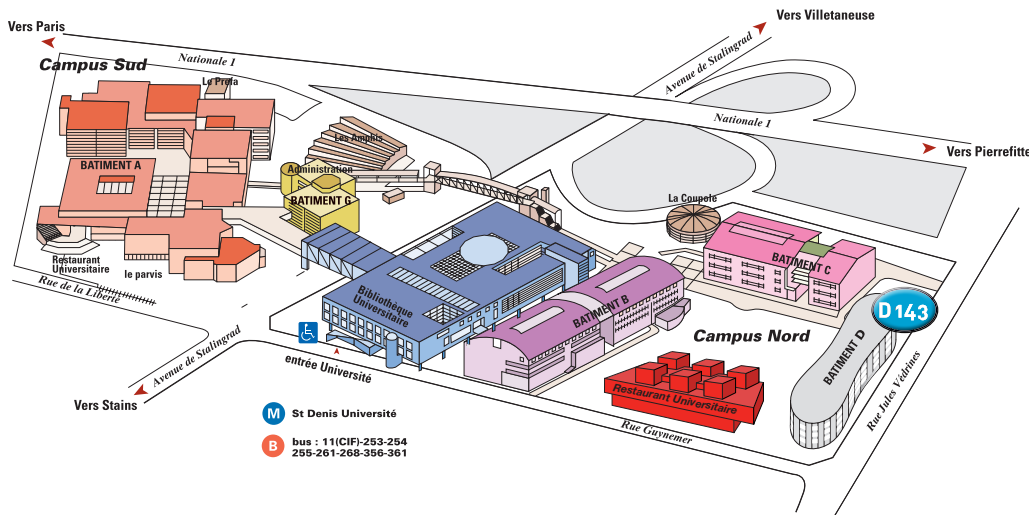 Vers Paris
Vers Villetaneuse
Nationale 1
Avenue de Stalingrad
Campus Sud
Le Préfa
Nationale 1
Les Amphis
Vers Pierrefitte
BATIMENT A
Administration
BATIMENT G
La Coupole
Restaurant
Universitaire
le parvis
BATIMENT C
Rue de la Liberté
Bibliothèque
Universitaire
BATIMENT B
D 143
Campus Nord
BATIMENT D
Avenue de Stalingrad
entrée Université
Restaurant Universitaire
Rue Jules Védrines
Vers Stains
Rue Guynemer
M St Denis Université
B bus : 11(CIF)-253-254
255-261-268-356-361